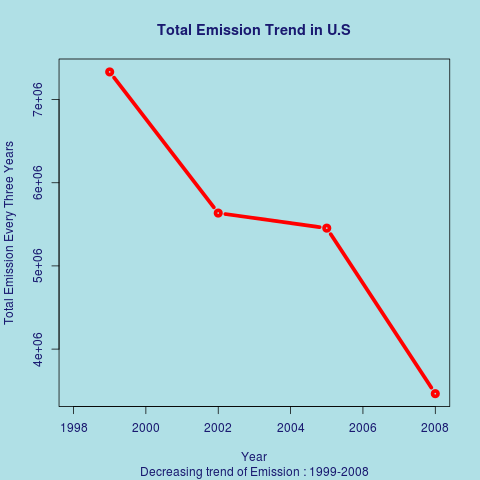 Total Emission Trend in U.S
Total Emission Every Three Years
7e+06
6e+06
5e+06
4e+06
1998 2000 2002 2004 2006 2008
Year
Decreasing trend of Emission : 1999-2008